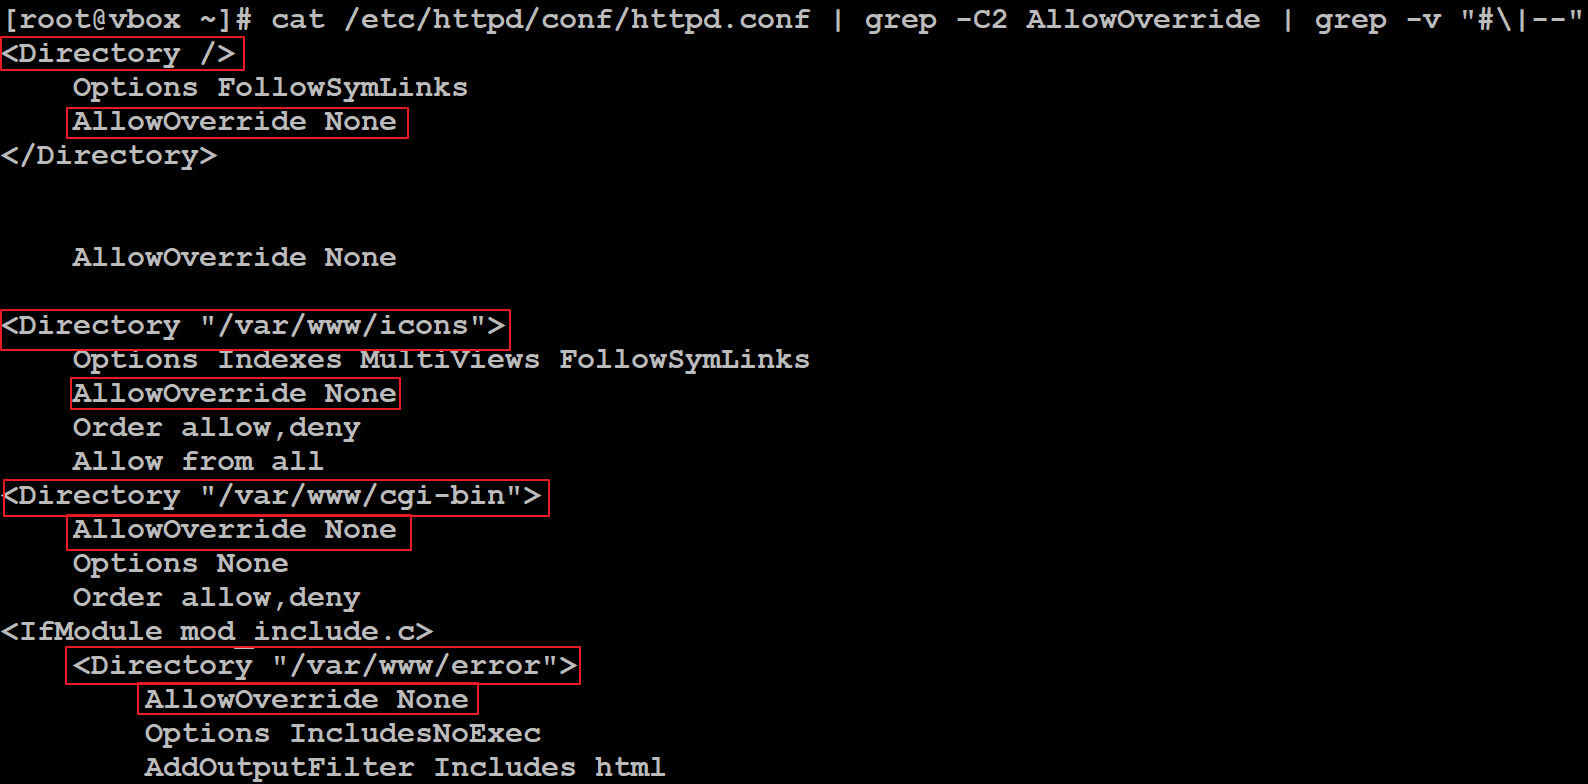 [root@vbox ~]# cat /etc/httpd/conf/httpd.conf | grep -C2 AllowOverride | grep -v "#\|--"
<Directory />
    Options FollowSymLinks
    AllowOverride None
</Directory>
    AllowOverride None
<Directory "/var/www/icons">
    Options Indexes MultiViews FollowSymLinks
    AllowOverride None
    Order allow,deny
    Allow from all
<Directory "/var/www/cgi-bin">
    AllowOverride None
    Options None
    Order allow,deny
<IfModule mod_include.c>
    <Directory "/var/www/error">
        AllowOverride None
        Options IncludesNoExec
        AddOutputFilter Includes html